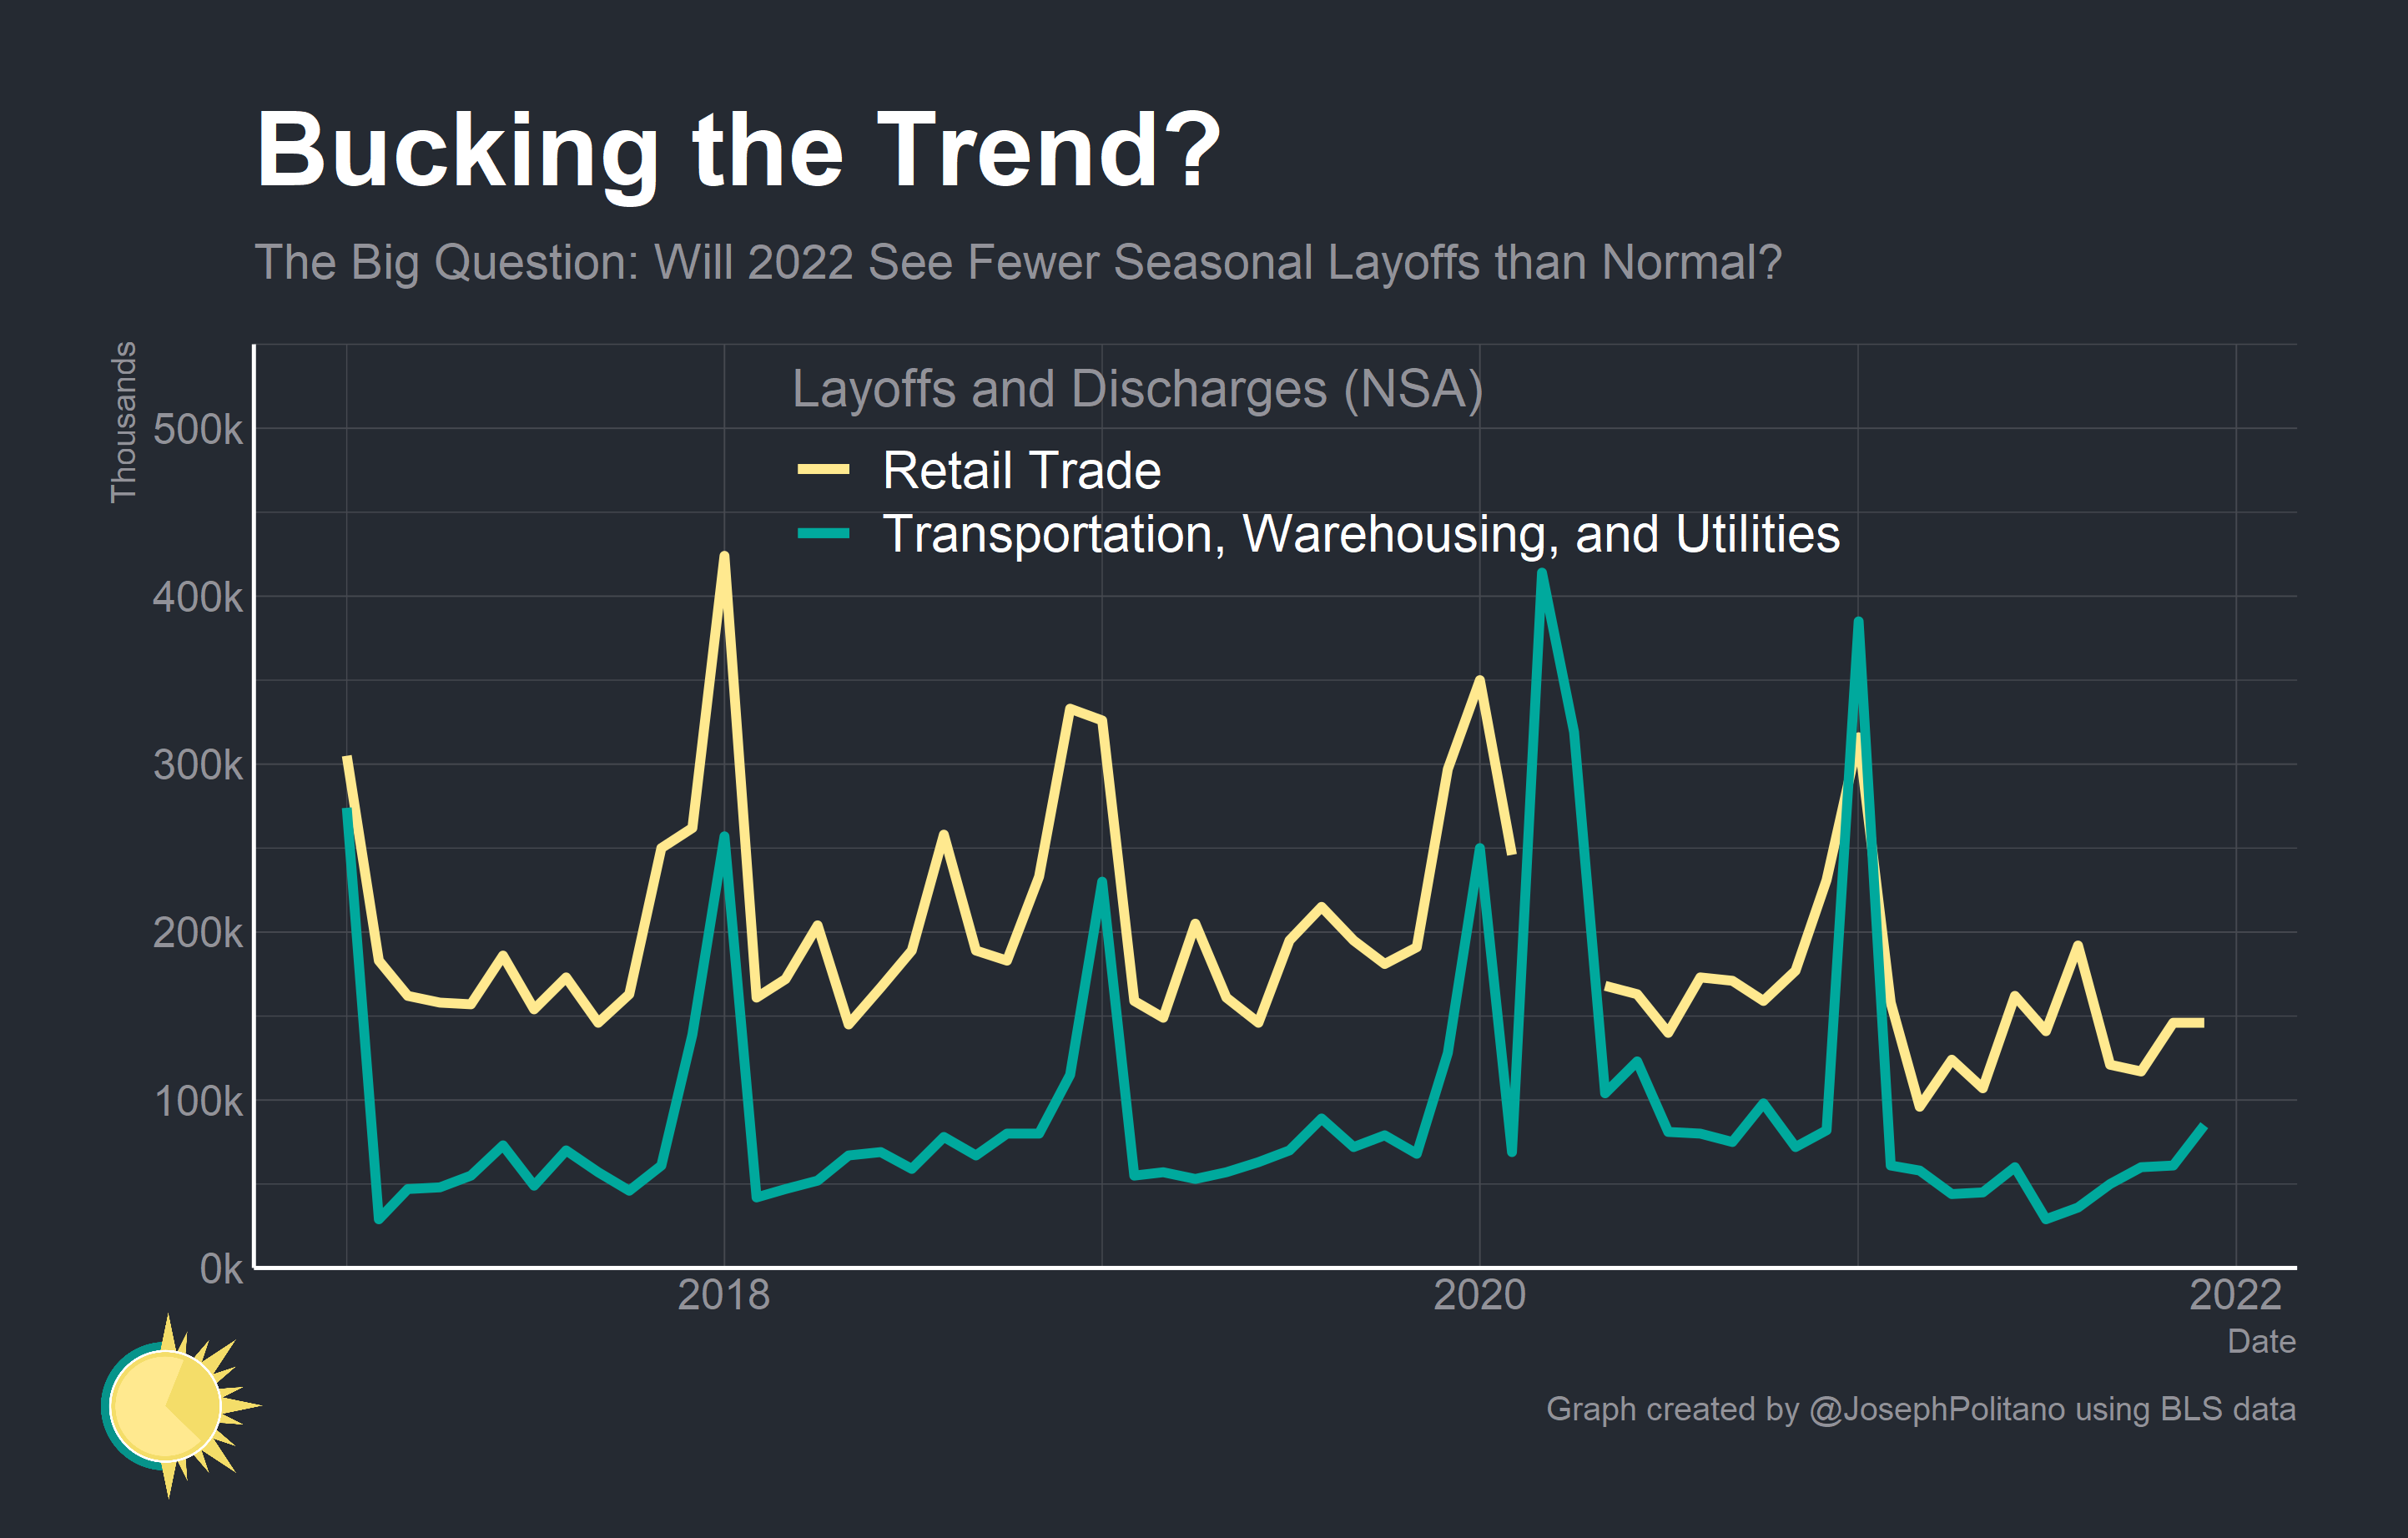 Bucking the Trend?
The Big Question: Will 2022 See Fewer Seasonal Layoffs than Normal?
Thousands
Layoffs and Discharges (NSA)
Retail Trade
Transportation, Warehousing, and Utilities
500k
400k
300k
200k
100k
0k
2018
2020
2022
Date
Graph created by @JosephPolitano using BLS data